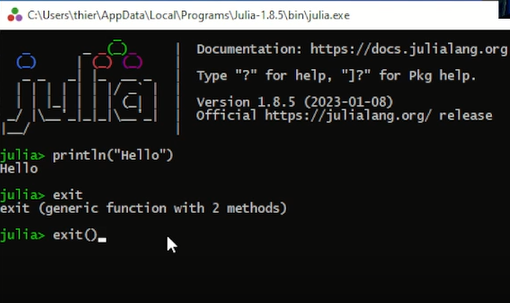 C:\Users\thier\AppData\Local\Programs\Julia-1.8.5\bin\julia.exe
Documentation: https://docs.julialang.org
Type "?" for help, "]?" for Pkg help.
Version 1.8.5 (2023-01-08)
Official https://julialang.org/ release
julia> println("Hello")
Hello
julia> exit
exit (generic function with 2 methods)
julia> exit()